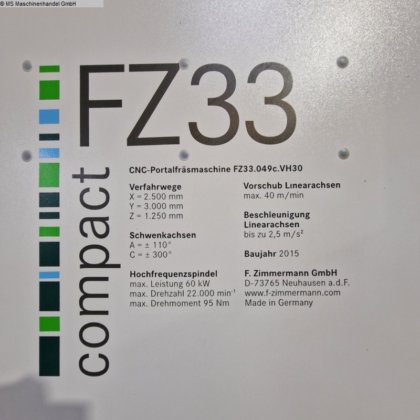 © MS Maschinenhandel GmbH
FZ33
compact
CNC-Portalfräsmaschine FZ33.049c.VH30
Verfahrwege
X = 2.500 mm
Y = 3.000 mm
Z = 1.250 mm
Schwenkachsen
A = ± 110°
C = ± 300°
Hochfrequenzspindel
max. Leistung 60 kW
max. Drehzahl 22.000 min⁻¹
max. Drehmoment 95 Nm
Vorschub Linearachsen
max. 40 m/min
Beschleunigung
Linearachsen
bis zu 2,5 m/s²
Baujahr 2015
F. Zimmermann GmbH
D-73765 Neuhausen a.d.F.
www.f-zimmermann.com
Made in Germany